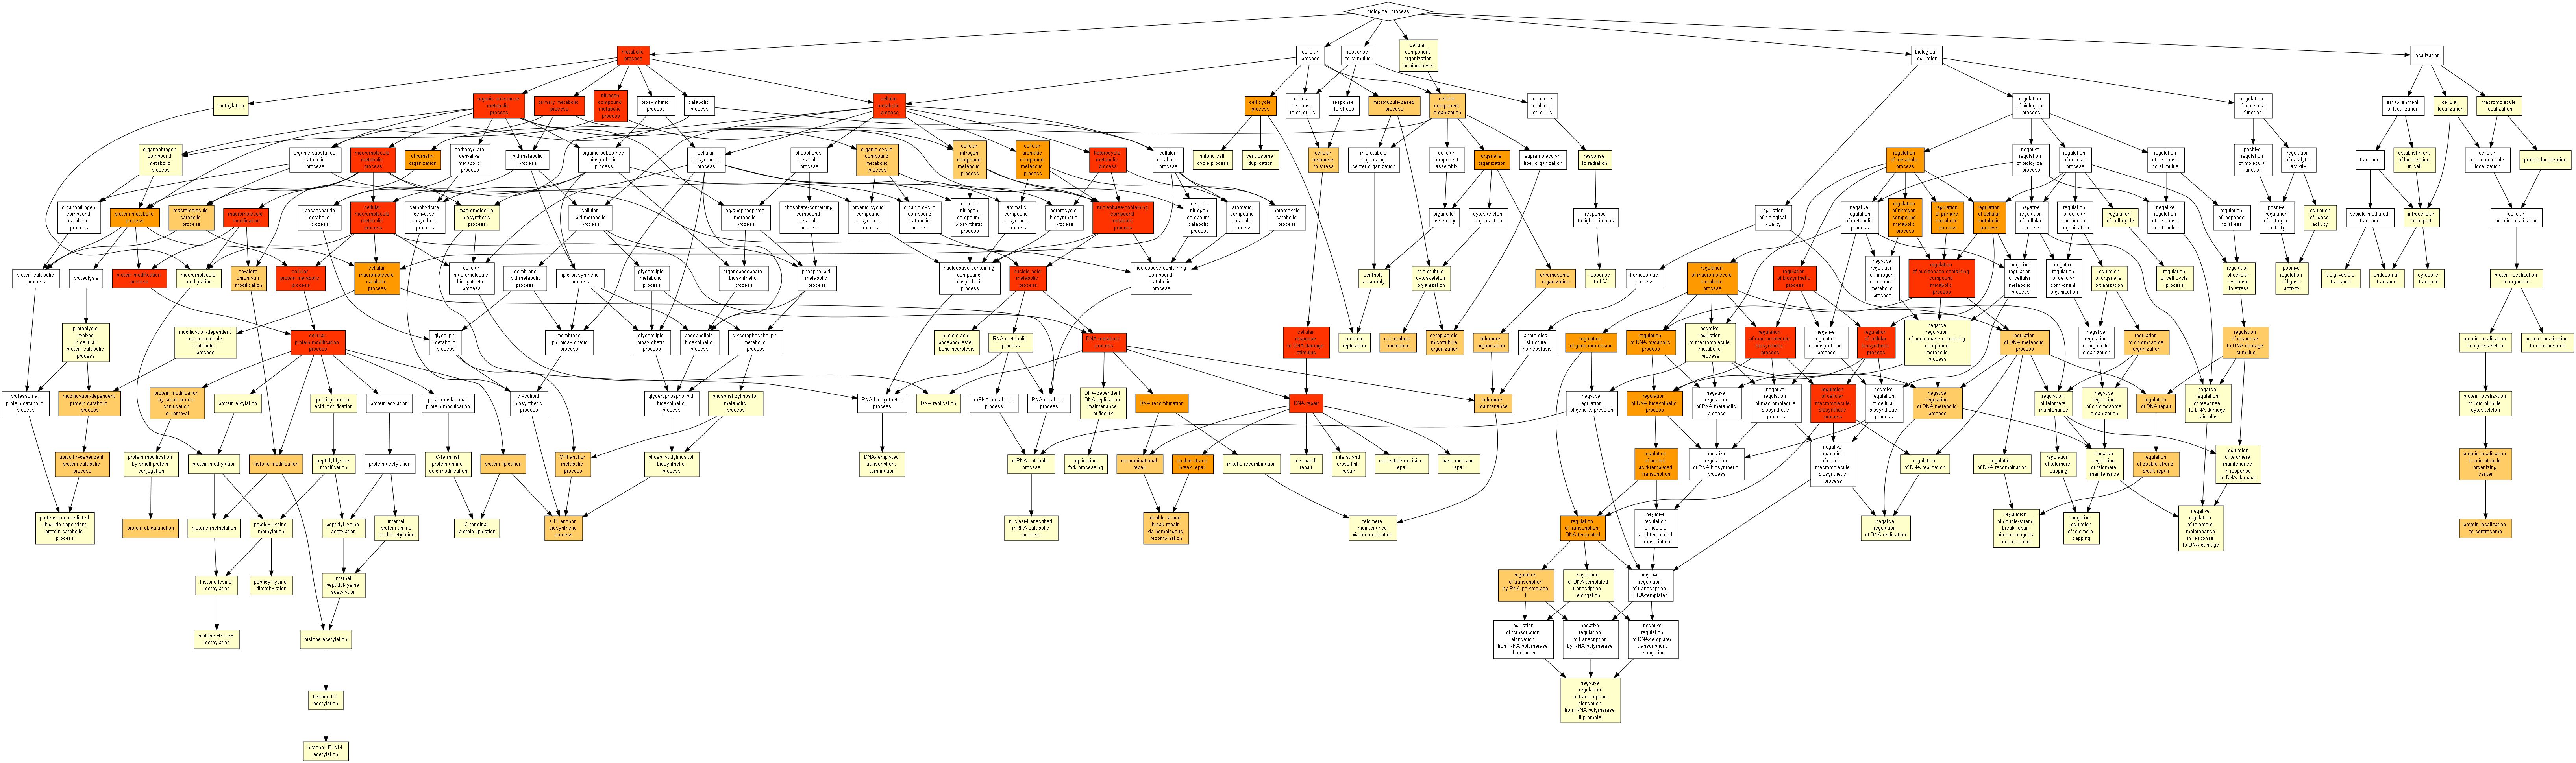 biological_process
metabolic
process
cellular
process
response
to stimulus
cellular
component
organization
or biogenesis
biological
regulation
localization
methylation
organic substance
metabolic
process
primary metabolic
process
nitrogen
compound
metabolic
process
biosynthetic
process
catabolic
process
cellular
metabolic
process
cell cycle
process
cellular
response
to stimulus
response
to stress
microtubule-based
process
cellular
component
organization
response
to abiotic
stimulus
regulation
of biological
process
regulation
of molecular
function
establishment
of localization
cellular
localization
macromolecule
localization
organonitrogen
compound
metabolic
process
organic substance
catabolic
process
macromolecule
metabolic
process
chromatin
organization
carbohydrate
derivative
metabolic
process
lipid metabolic
process
organic substance
biosynthetic
process
cellular
biosynthetic
process
phosphorus
metabolic
process
organic cyclic
compound
metabolic
process
cellular
nitrogen
compound
metabolic
process
cellular
aromatic
compound
metabolic
process
heterocycle
metabolic
process
cellular
catabolic
process
mitotic cell
cycle process
centrosome
duplication
cellular
response
to stress
microtubule
organizing
center organization
cellular
component
assembly
organelle
organization
supramolecular
fiber organization
response
to radiation
regulation
of metabolic
process
negative
regulation
of biological
process
regulation
of cellular
process
regulation
of response
to stimulus
positive
regulation
of molecular
function
regulation
of catalytic
activity
transport
establishment
of localization
in cell
cellular
macromolecule
localization
protein localization
organonitrogen
compound
catabolic
process
protein metabolic
process
macromolecule
catabolic
process
macromolecule
modification
liposaccharide
metabolic
process
cellular
macromolecule
metabolic
process
carbohydrate
derivative
biosynthetic
process
macromolecule
biosynthetic
process
cellular
lipid metabolic
process
organophosphate
metabolic
process
phosphate-containing
compound
metabolic
process
organic cyclic
compound
biosynthetic
process
organic cyclic
compound
catabolic
process
cellular
nitrogen
compound
biosynthetic
process
aromatic
compound
biosynthetic
process
heterocycle
biosynthetic
process
nucleobase-containing
compound
metabolic
process
cellular
nitrogen
compound
catabolic
process
aromatic
compound
catabolic
process
heterocycle
catabolic
process
organelle
assembly
cytoskeleton
organization
response
to light stimulus
regulation
of biological
quality
negative
regulation
of metabolic
process
regulation
of nitrogen
compound
metabolic
process
regulation
of primary
metabolic
process
regulation
of cellular
metabolic
process
negative
regulation
of cellular
process
regulation
of cellular
component
organization
regulation
of cell cycle
negative
regulation
of response
to stimulus
regulation
of response
to stress
positive
regulation
of catalytic
activity
regulation
of ligase
activity
vesicle-mediated
transport
intracellular
transport
cellular
protein localization
protein catabolic
process
proteolysis
protein modification
process
macromolecule
methylation
covalent
chromatin
modification
cellular
protein metabolic
process
cellular
macromolecule
catabolic
process
cellular
macromolecule
biosynthetic
process
membrane
lipid metabolic
process
lipid biosynthetic
process
glycerolipid
metabolic
process
organophosphate
biosynthetic
process
phospholipid
metabolic
process
nucleobase-containing
compound
biosynthetic
process
nucleic acid
metabolic
process
nucleobase-containing
compound
catabolic
process
centriole
assembly
microtubule
cytoskeleton
organization
chromosome
organization
response
to UV
homeostatic
process
regulation
of macromolecule
metabolic
process
regulation
of biosynthetic
process
negative
regulation
of nitrogen
compound
metabolic
process
regulation
of nucleobase-containing
compound
metabolic
process
negative
regulation
of cellular
metabolic
process
negative
regulation
of cellular
component
organization
regulation
of organelle
organization
regulation
of cell cycle
process
regulation
of cellular
response
to stress
positive
regulation
of ligase
activity
Golgi vesicle
transport
endosomal
transport
cytosolic
transport
protein localization
to organelle
proteolysis
involved
in cellular
protein catabolic
process
modification-dependent
macromolecule
catabolic
process
cellular
protein modification
process
glycolipid
metabolic
process
membrane
lipid biosynthetic
process
glycerolipid
biosynthetic
process
phospholipid
biosynthetic
process
glycerophospholipid
metabolic
process
nucleic acid
phosphodiester
bond hydrolysis
RNA metabolic
process
DNA metabolic
process
cellular
response
to DNA damage
stimulus
centriole
replication
microtubule
nucleation
cytoplasmic
microtubule
organization
telomere
organization
anatomical
structure
homeostasis
regulation
of gene expression
regulation
of RNA metabolic
process
negative
regulation
of macromolecule
metabolic
process
regulation
of macromolecule
biosynthetic
process
negative
regulation
of biosynthetic
process
regulation
of cellular
biosynthetic
process
negative
regulation
of nucleobase-containing
compound
metabolic
process
regulation
of DNA metabolic
process
negative
regulation
of organelle
organization
regulation
of chromosome
organization
regulation
of response
to DNA damage
stimulus
protein localization
to cytoskeleton
protein localization
to chromosome
proteasomal
protein catabolic
process
modification-dependent
protein catabolic
process
protein modification
by small protein
conjugation
or removal
protein alkylation
peptidyl-amino
acid modification
protein acylation
post-translational
protein modification
glycolipid
biosynthetic
process
glycerophospholipid
biosynthetic
process
phosphatidylinositol
metabolic
process
RNA biosynthetic
process
DNA replication
mRNA metabolic
process
RNA catabolic
process
DNA-dependent
DNA replication
maintenance
of fidelity
DNA recombination
DNA repair
telomere
maintenance
negative
regulation
of gene expression
regulation
of RNA biosynthetic
process
negative
regulation
of RNA metabolic
process
negative
regulation
of macromolecule
biosynthetic
process
regulation
of cellular
macromolecule
biosynthetic
process
negative
regulation
of cellular
biosynthetic
process
negative
regulation
of DNA metabolic
process
regulation
of telomere
maintenance
negative
regulation
of chromosome
organization
regulation
of DNA repair
negative
regulation
of response
to DNA damage
stimulus
protein localization
to microtubule
cytoskeleton
ubiquitin-dependent
protein catabolic
process
protein modification
by small protein
conjugation
protein methylation
histone modification
peptidyl-lysine
modification
protein acetylation
C-terminal
protein amino
acid modification
protein lipidation
GPI anchor
metabolic
process
phosphatidylinositol
biosynthetic
process
DNA-templated
transcription,
termination
mRNA catabolic
process
replication
fork processing
recombinational
repair
double-strand
break repair
mitotic recombination
mismatch
repair
interstrand
cross-link
repair
nucleotide-excision
repair
base-excision
repair
regulation
of nucleic
acid-templated
transcription
negative
regulation
of RNA biosynthetic
process
negative
regulation
of cellular
macromolecule
biosynthetic
process
regulation
of DNA replication
regulation
of DNA recombination
regulation
of telomere
capping
negative
regulation
of telomere
maintenance
regulation
of double-strand
break repair
regulation
of telomere
maintenance
in response
to DNA damage
protein localization
to microtubule
organizing
center
proteasome-mediated
ubiquitin-dependent
protein catabolic
process
protein ubiquitination
histone methylation
peptidyl-lysine
methylation
peptidyl-lysine
acetylation
internal
protein amino
acid acetylation
C-terminal
protein lipidation
GPI anchor
biosynthetic
process
nuclear-transcribed
mRNA catabolic
process
double-strand
break repair
via homologous
recombination
telomere
maintenance
via recombination
regulation
of transcription,
DNA-templated
negative
regulation
of nucleic
acid-templated
transcription
negative
regulation
of DNA replication
regulation
of double-strand
break repair
via homologous
recombination
negative
regulation
of telomere
capping
negative
regulation
of telomere
maintenance
in response
to DNA damage
protein localization
to centrosome
histone lysine
methylation
peptidyl-lysine
dimethylation
internal
peptidyl-lysine
acetylation
regulation
of transcription
by RNA polymerase
II
regulation
of DNA-templated
transcription,
elongation
negative
regulation
of transcription,
DNA-templated
histone H3-K36
methylation
histone acetylation
regulation
of transcription
elongation
from RNA polymerase
II promoter
negative
regulation
of transcription
by RNA polymerase
II
negative
regulation
of DNA-templated
transcription,
elongation
histone H3
acetylation
negative
regulation
of transcription
elongation
from RNA polymerase
II promoter
histone H3-K14
acetylation